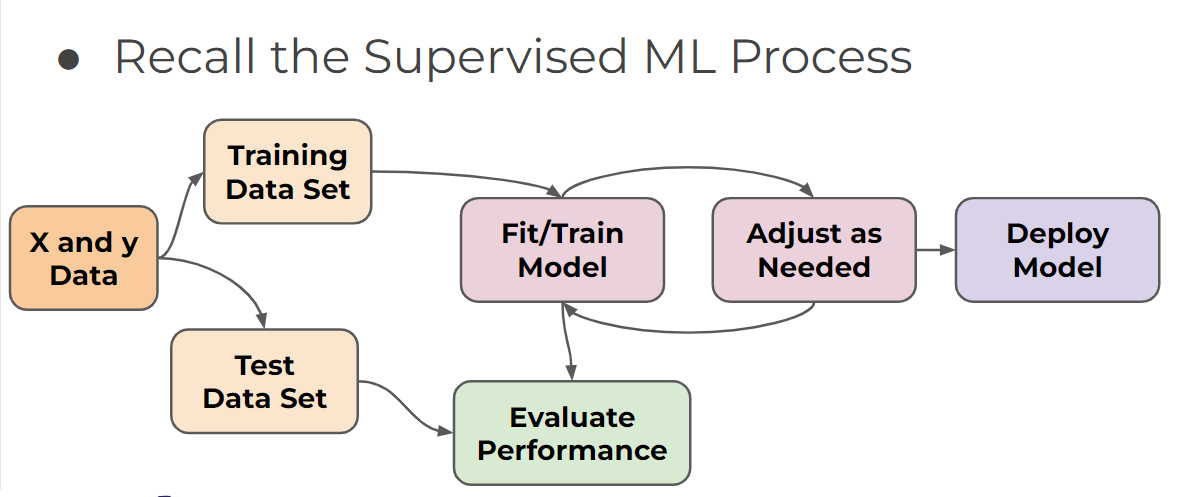 ● Recall the Supervised ML Process
Training
Data Set
X and y
Data
Fit/Train
Model
Adjust as
Needed
Deploy
Model
Test
Data Set
Evaluate
Performance